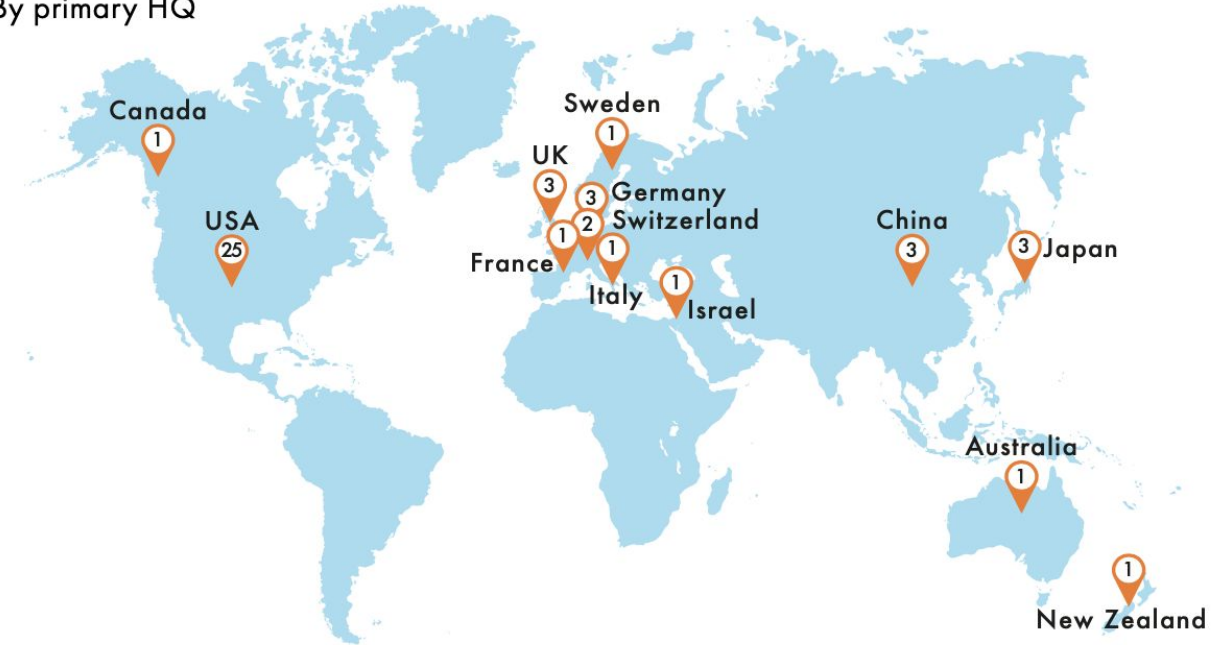 By primary HQ
Canada
1
USA
25
Sweden
1
UK
3
3 Germany
2 Switzerland
1
France
1
Italy
1
Israel
China
3
3 Japan
Australia
1
1
New Zealand